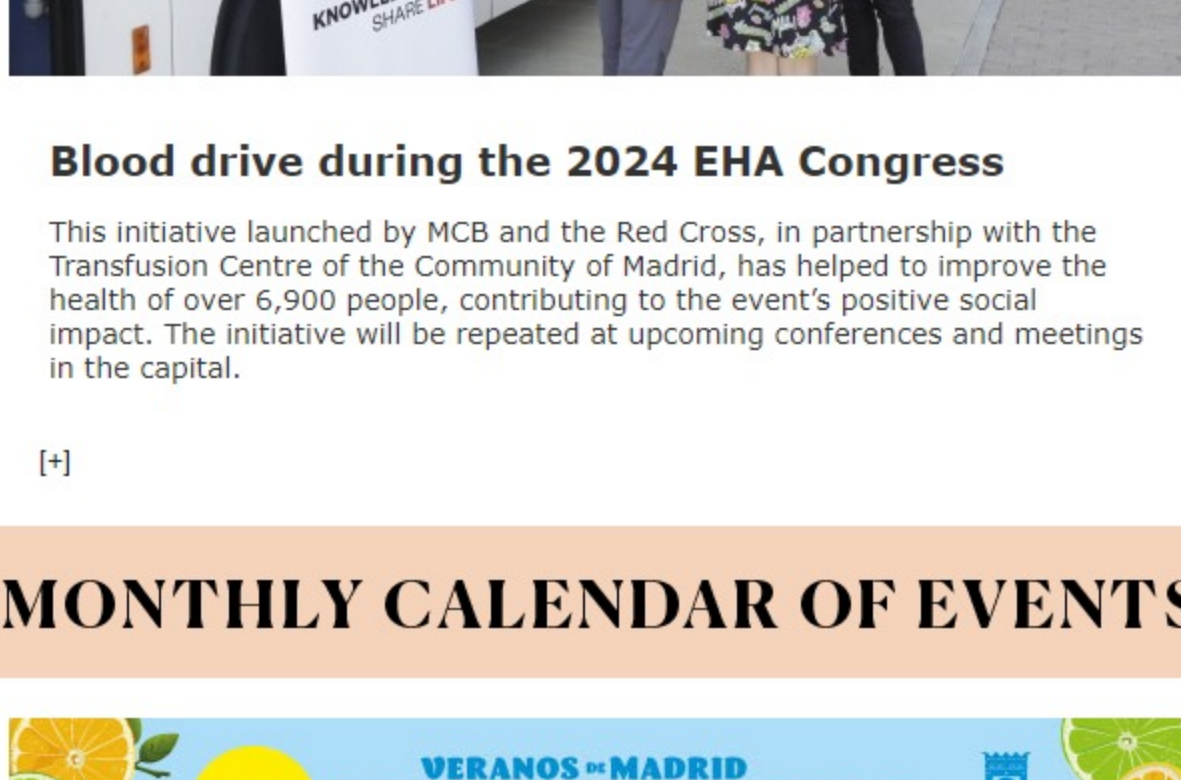 SHARE
Blood drive during the 2024 EHA Congress
This initiative launched by MCB and the Red Cross, in partnership with the
Transfusion Centre of the Community of Madrid, has helped to improve the
health of over 6,900 people, contributing to the event’s positive social
impact. The initiative will be repeated at upcoming conferences and meetings
in the capital.
[+]
MONTHLY CALENDAR OF EVENTS
VERANOS DE MADRID